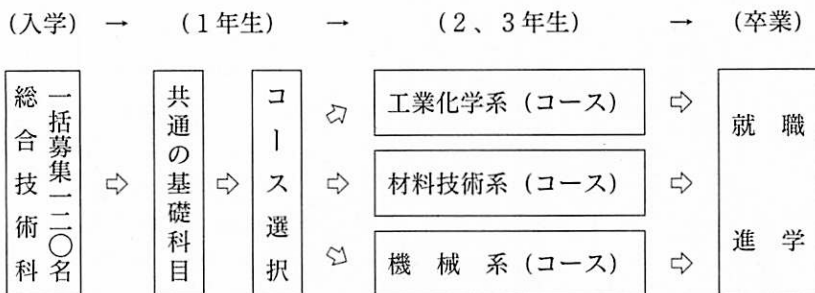 (入学) → (1年生) → (2、3年生) → (卒業)
総合技術科
一括募集一二〇名
⇨
共通の基礎科目
⇨
コース選択
⇨ 工業化学系(コース) ⇨
⇨ 材料技術系(コース) ⇨
⇨ 機械系(コース) ⇨
就職
進学